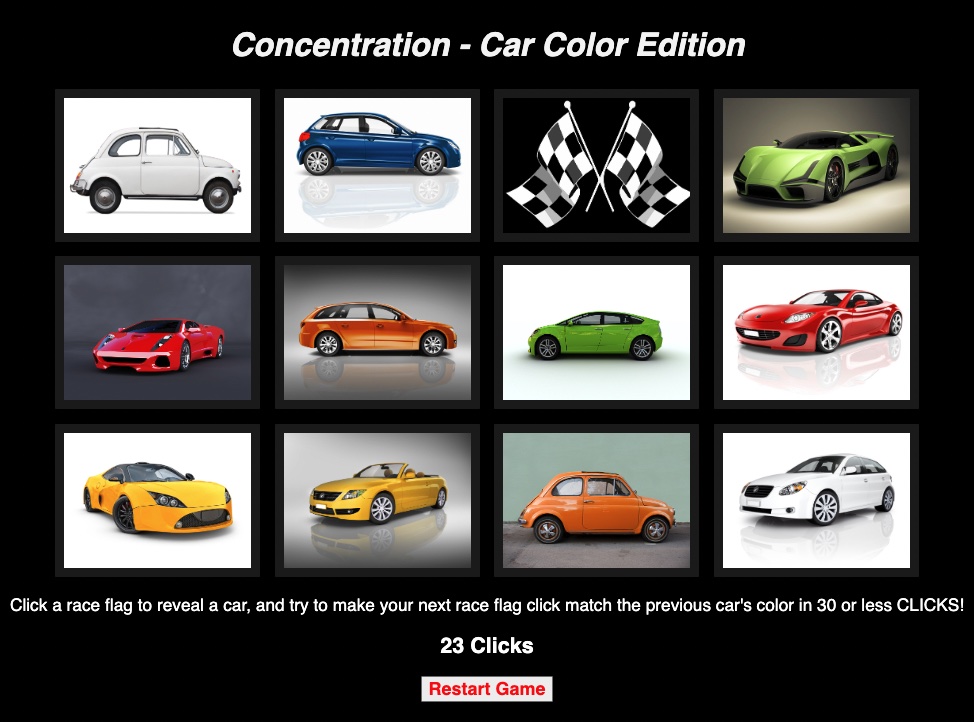 Concentration - Car Color Edition
Click a race flag to reveal a car, and try to make your next race flag click match the previous car's color in 30 or less CLICKS!
23 Clicks
Restart Game